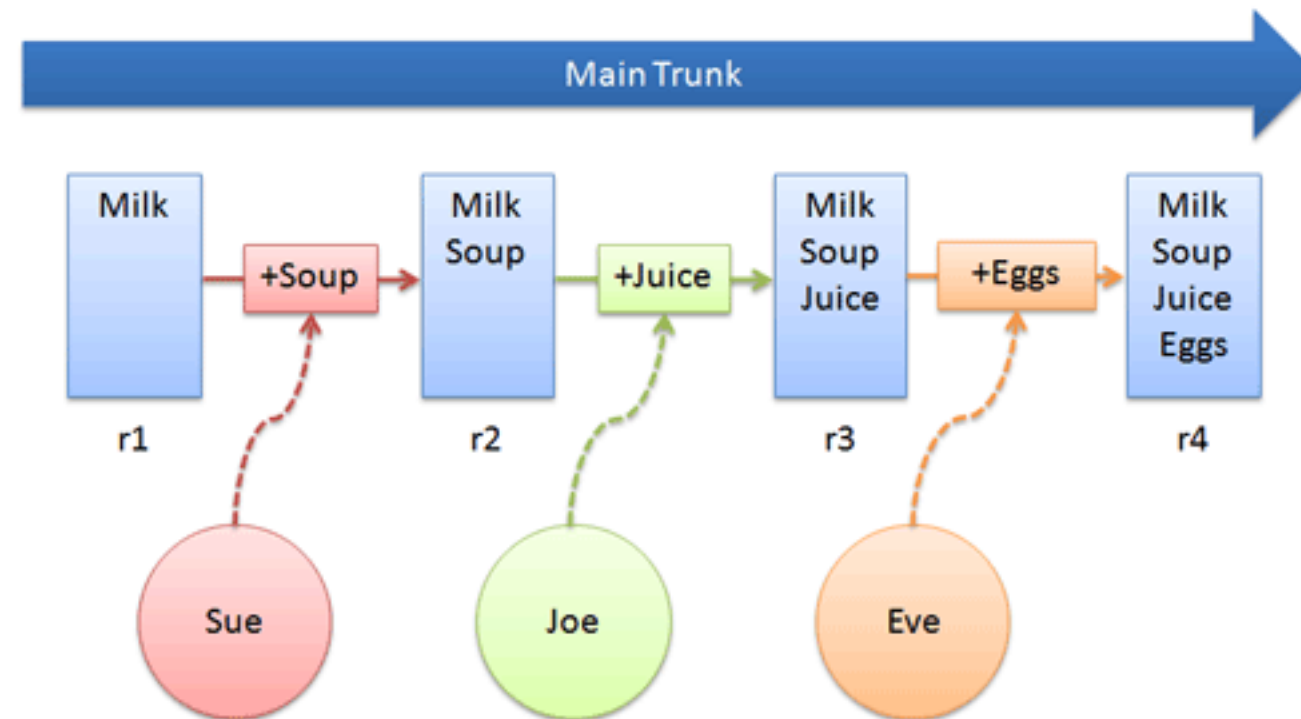 Main Trunk
Milk
+Soup
Milk
Soup
+Juice
Milk
Soup
Juice
+Eggs
Milk
Soup
Juice
Eggs
r1
r2
r3
r4
Sue
Joe
Eve